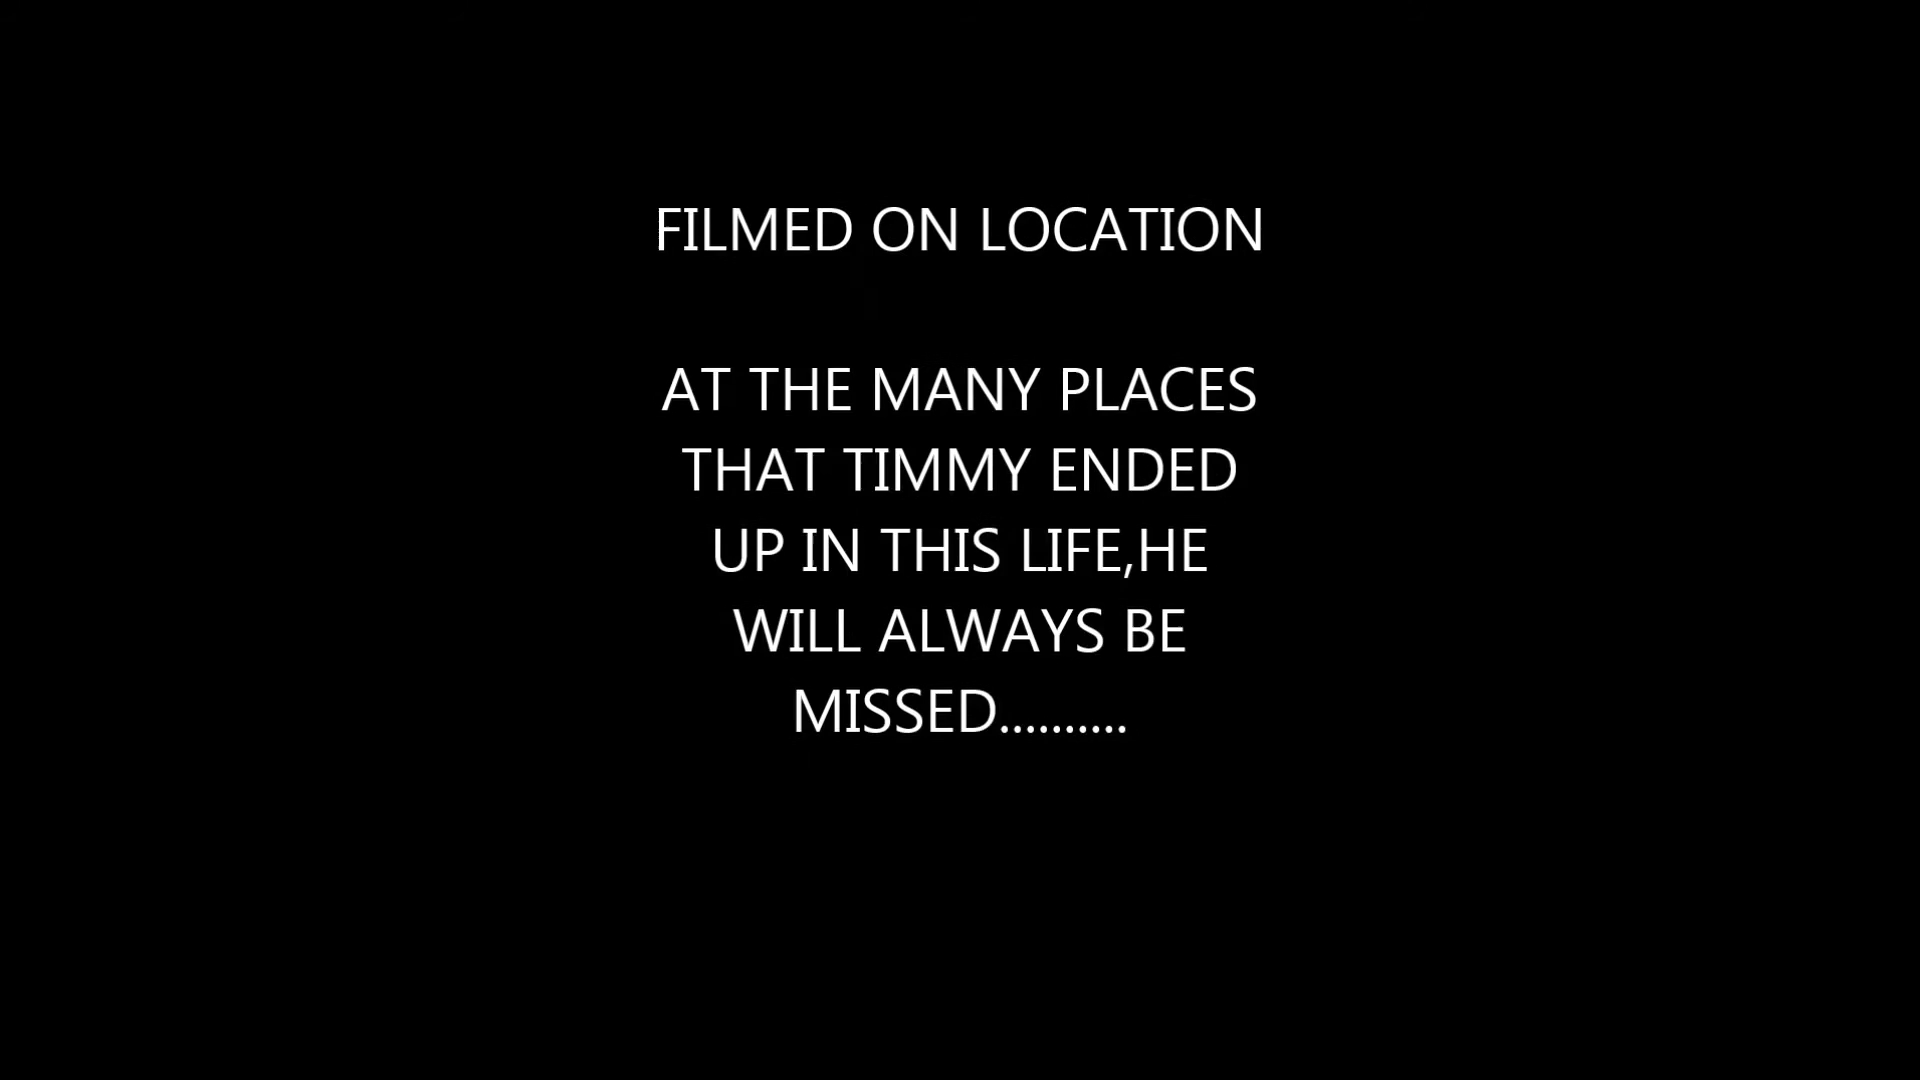 FILMED ON LOCATION
AT THE MANY PLACES
THAT TIMMY ENDED
UP IN THIS LIFE,HE
WILL ALWAYS BE
MISSED..........